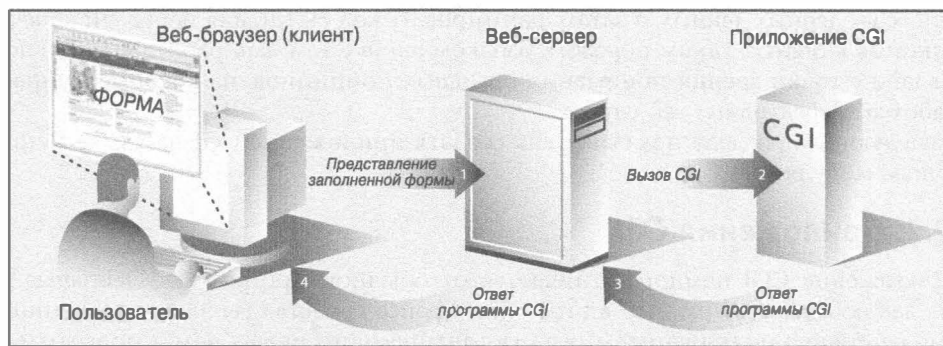 Веб-браузер (клиент)
Веб-сервер
Приложение CGI
ФОРМА
CGI
Представление
заполненной формы
1
Вызов CGI
2
4
Ответ
программы CGI
3
Ответ
программы CGI
Пользователь